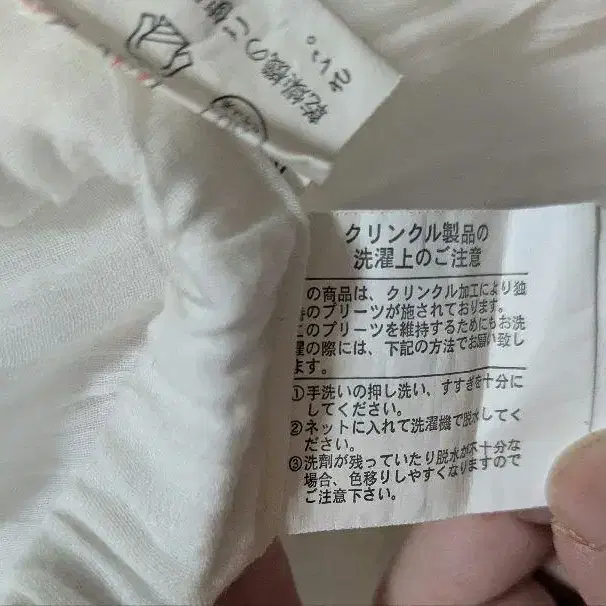 乾燥機の
さい。
クリンクル製品の
洗濯上のご注意
の商品は、クリンクル加工により独
のプリーツが施されております。
このプリーツを維持するためにもお洗
濯の際には、下記の方法でお願い致し
ます。
①手洗いの押し洗い、すすぎを十分に
してください。
②ネットに入れて洗濯機で脱水してく
ださい。
③洗剤が残っていたり脱水が不十分な
場合、色移りしやすくなりますので
ご注意下さい。